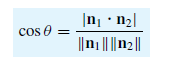 cos θ = |n₁ · n₂| / ‖n₁‖ ‖n₂‖